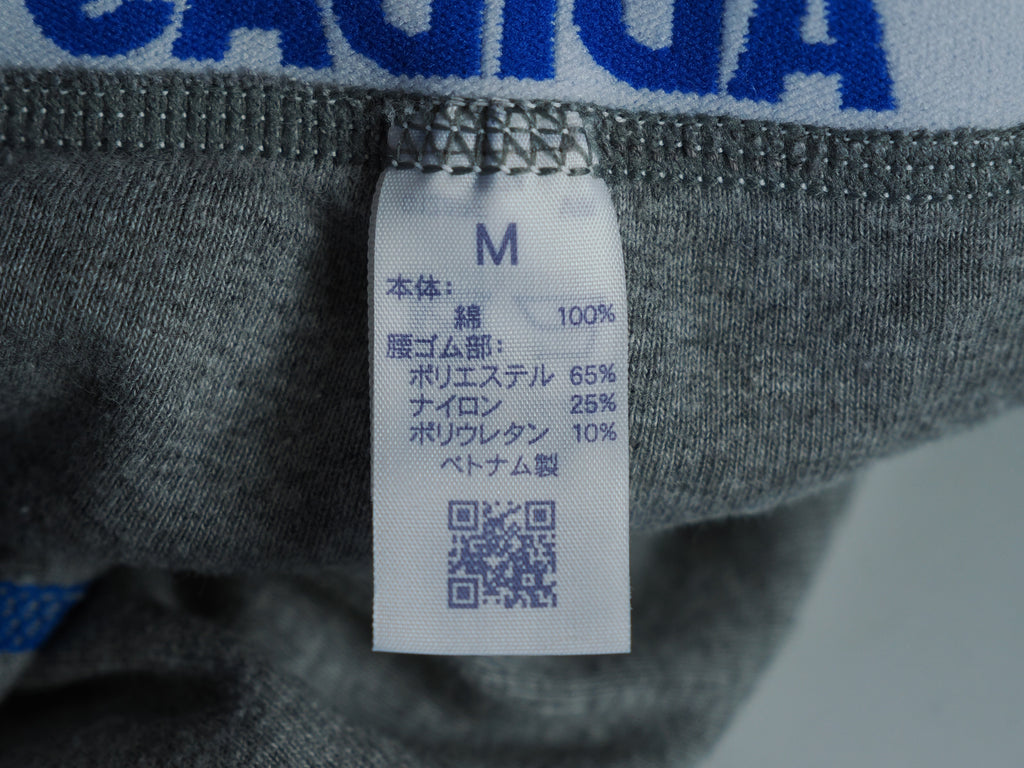 M
本体:
綿 100%
腰ゴム部:
ポリエステル 65%
ナイロン 25%
ポリウレタン 10%
ベトナム製